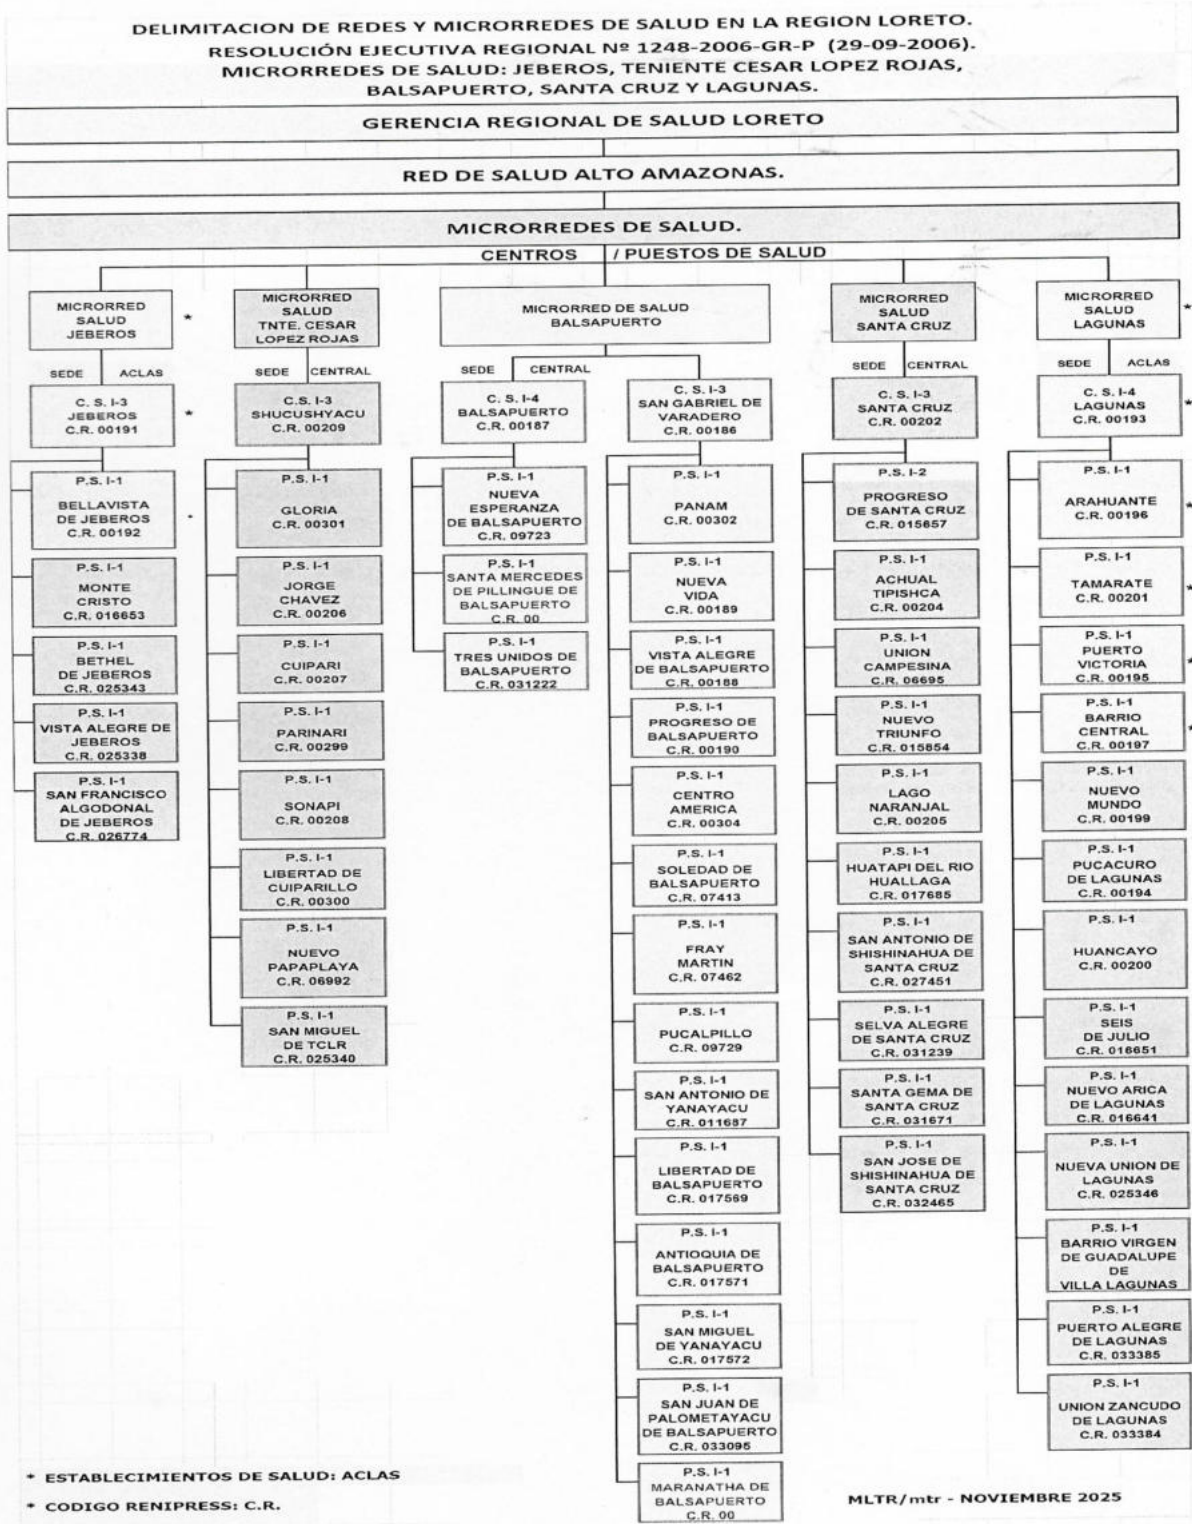 DELIMITACION DE REDES Y MICRORREDES DE SALUD EN LA REGION LORETO.
RESOLUCIÓN EJECUTIVA REGIONAL Nº 1248-2006-GR-P (29-09-2006).
MICRORREDES DE SALUD: JEBEROS, TENIENTE CESAR LOPEZ ROJAS,
BALSAPUERTO, SANTA CRUZ Y LAGUNAS.
GERENCIA REGIONAL DE SALUD LORETO
RED DE SALUD ALTO AMAZONAS.
MICRORREDES DE SALUD.
CENTROS / PUESTOS DE SALUD
MICRORRED
SALUD
JEBEROS
*
SEDE ACLAS
C. S. I-3
JEBEROS
C.R. 00191
*
P.S. I-1
BELLAVISTA
DE JEBEROS
C.R. 00192
P.S. I-1
MONTE
CRISTO
C.R. 016653
P.S. I-1
BETHEL
DE JEBEROS
C.R. 025343
P.S. I-1
VISTA ALEGRE DE
JEBEROS
C.R. 025338
P.S. I-1
SAN FRANCISCO
ALGODONAL
DE JEBEROS
C.R. 026774
MICRORRED
SALUD
TNTE. CESAR
LOPEZ ROJAS
SEDE CENTRAL
C.S. I-3
SHUCUSHYACU
C.R. 00209
P.S. I-1
GLORIA
C.R. 00301
P.S. I-1
JORGE
CHAVEZ
C.R. 00206
P.S. I-1
CUIPARI
C.R. 00207
P.S. I-1
PARINARI
C.R. 00299
P.S. I-1
SONAPI
C.R. 00208
P.S. I-1
LIBERTAD DE
CUIPARILLO
C.R. 00300
P.S. I-1
NUEVO
PAPAPLAYA
C.R. 06992
P.S. I-1
SAN MIGUEL
DE TCLR
C.R. 025340
MICRORRED DE SALUD
BALSAPUERTO
SEDE CENTRAL
C. S. I-4
BALSAPUERTO
C.R. 00187
P.S. I-1
NUEVA
ESPERANZA
DE BALSAPUERTO
C.R. 09723
P.S. I-1
SANTA MERCEDES
DE PILLINGUE DE
BALSAPUERTO
C.R. 00
P.S. I-1
TRES UNIDOS DE
BALSAPUERTO
C.R. 031222
C.S. I-3
SAN GABRIEL DE
VARADERO
C.R. 00186
P.S. I-1
PANAM
C.R. 00302
P.S. I-1
NUEVA
VIDA
C.R. 00189
P.S. I-1
VISTA ALEGRE
DE BALSAPUERTO
C.R. 00188
P.S. I-1
PROGRESO DE
BALSAPUERTO
C.R. 00190
P.S. I-1
CENTRO
AMERICA
C.R. 00304
P.S. I-1
SOLEDAD DE
BALSAPUERTO
C.R. 07413
P.S. I-1
FRAY
MARTIN
C.R. 07462
P.S. I-1
PUCALPILLO
C.R. 09729
P.S. I-1
SAN ANTONIO DE
YANAYACU
C.R. 011687
P.S. I-1
LIBERTAD DE
BALSAPUERTO
C.R. 017569
P.S. I-1
ANTIOQUIA DE
BALSAPUERTO
C.R. 017571
P.S. I-1
SAN MIGUEL
DE YANAYACU
C.R. 017572
P.S. I-1
SAN JUAN DE
PALOMETAYACU
DE BALSAPUERTO
C.R. 033095
P.S. I-1
MARANATHA DE
BALSAPUERTO
C.R. 00
MICRORRED
SALUD
SANTA CRUZ
SEDE CENTRAL
C. S. I-3
SANTA CRUZ
C.R. 00202
P.S. I-2
PROGRESO
DE SANTA CRUZ
C.R. 015657
P.S. I-1
ACHUAL
TIPISHCA
C.R. 00204
P.S. I-1
UNION
CAMPESINA
C.R. 06695
P.S. I-1
NUEVO
TRIUNFO
C.R. 015854
P.S. I-1
LAGO
NARANJAL
C.R. 00205
P.S. I-1
HUATAPI DEL RIO
HUALLAGA
C.R. 017685
P.S. I-1
SAN ANTONIO DE
SHISHINAHUA DE
SANTA CRUZ
C.R. 027451
P.S. I-1
SELVA ALEGRE
DE SANTA CRUZ
C.R. 031239
P.S. I-1
SANTA GEMA DE
SANTA CRUZ
C.R. 031671
P.S. I-1
SAN JOSE DE
SHISHINAHUA DE
SANTA CRUZ
C.R. 032465
MICRORRED
SALUD
LAGUNAS
*
SEDE ACLAS
C. S. I-4
LAGUNAS
C.R. 00193
*
P.S. I-1
ARAHUANTE
C.R. 00196
*
P.S. I-1
TAMARATE
C.R. 00201
*
P.S. I-1
PUERTO
VICTORIA
C.R. 00195
*
P.S. I-1
BARRIO
CENTRAL
C.R. 00197
*
P.S. I-1
NUEVO
MUNDO
C.R. 00199
P.S. I-1
PUCACURO
DE LAGUNAS
C.R. 00194
P.S. I-1
HUANCAYO
C.R. 00200
P.S. I-1
SEIS
DE JULIO
C.R. 016651
P.S. I-1
NUEVO ARICA
DE LAGUNAS
C.R. 016641
P.S. I-1
NUEVA UNION DE
LAGUNAS
C.R. 025346
P.S. I-1
BARRIO VIRGEN
DE GUADALUPE
DE
VILLA LAGUNAS
P.S. I-1
PUERTO ALEGRE
DE LAGUNAS
C.R. 033385
P.S. I-1
UNION ZANCUDO
DE LAGUNAS
C.R. 033384
* ESTABLECIMIENTOS DE SALUD: ACLAS
* CODIGO RENIPRESS: C.R.
MLTR/mtr - NOVIEMBRE 2025